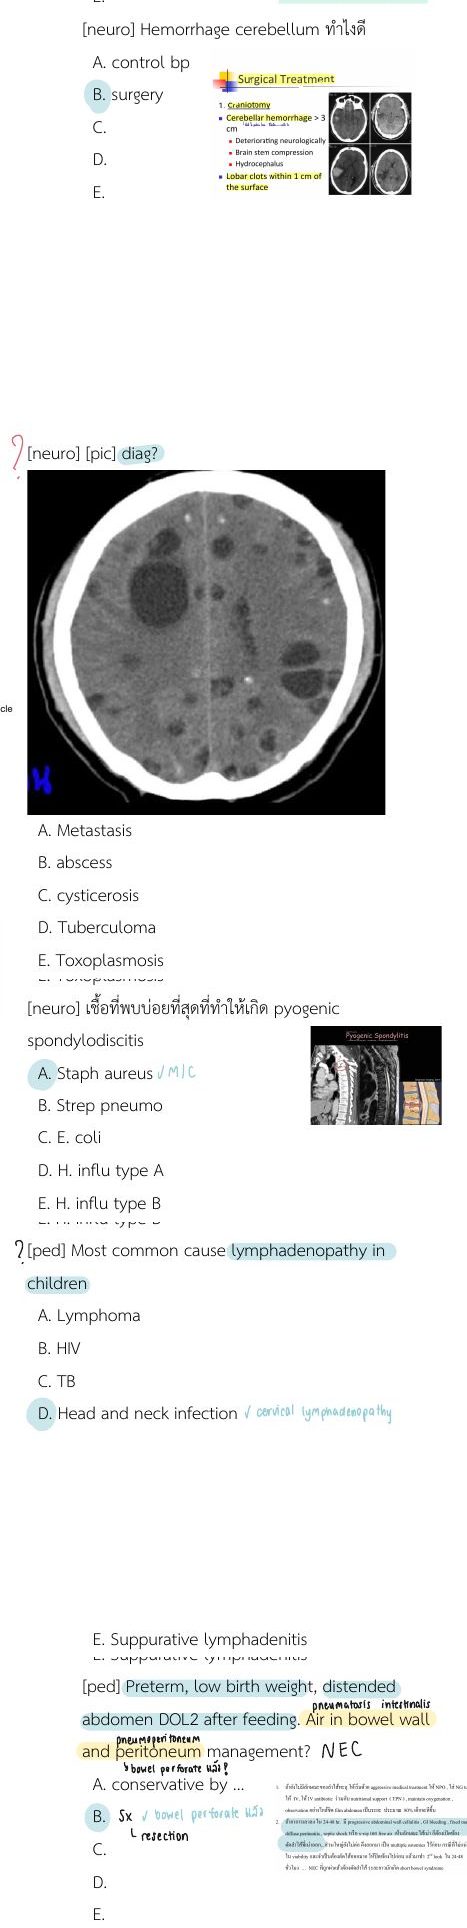 [neuro] Hemorrhage cerebellum ทำไงดี
A. control bp
B. surgery
C.
D.
E.
Surgical Treatment
1. Craniotomy
Cerebellar hemorrhage > 3
cm
Deteriorating neurologically
Brain stem compression
Hydrocephalus
Lobar clots within 1 cm of
the surface
? [neuro] [pic] diag?
cle
A. Metastasis
B. abscess
C. cysticerosis
D. Tuberculoma
E. Toxoplasmosis
[neuro] เชื้อที่พบบ่อยที่สุดที่ทำให้เกิด pyogenic
spondylodiscitis
Pyogenic Spondylitis
A. Staph aureus √ M/C
B. Strep pneumo
C. E. coli
D. H. influ type A
E. H. influ type B
? [ped] Most common cause lymphadenopathy in
children
A. Lymphoma
B. HIV
C. TB
D. Head and neck infection √ cervical lymphadenopathy
E. Suppurative lymphadenitis
[ped] Preterm, low birth weight, distended
pneumatosis intestinalis
abdomen DOL2 after feeding. Air in bowel wall
pneumoperitoneum
and peritoneum management? NEC
bowel perforate แล้ว?
A. conservative by ...
B. Sx √ bowel perforate แล้ว
resection
C.
D.
E.